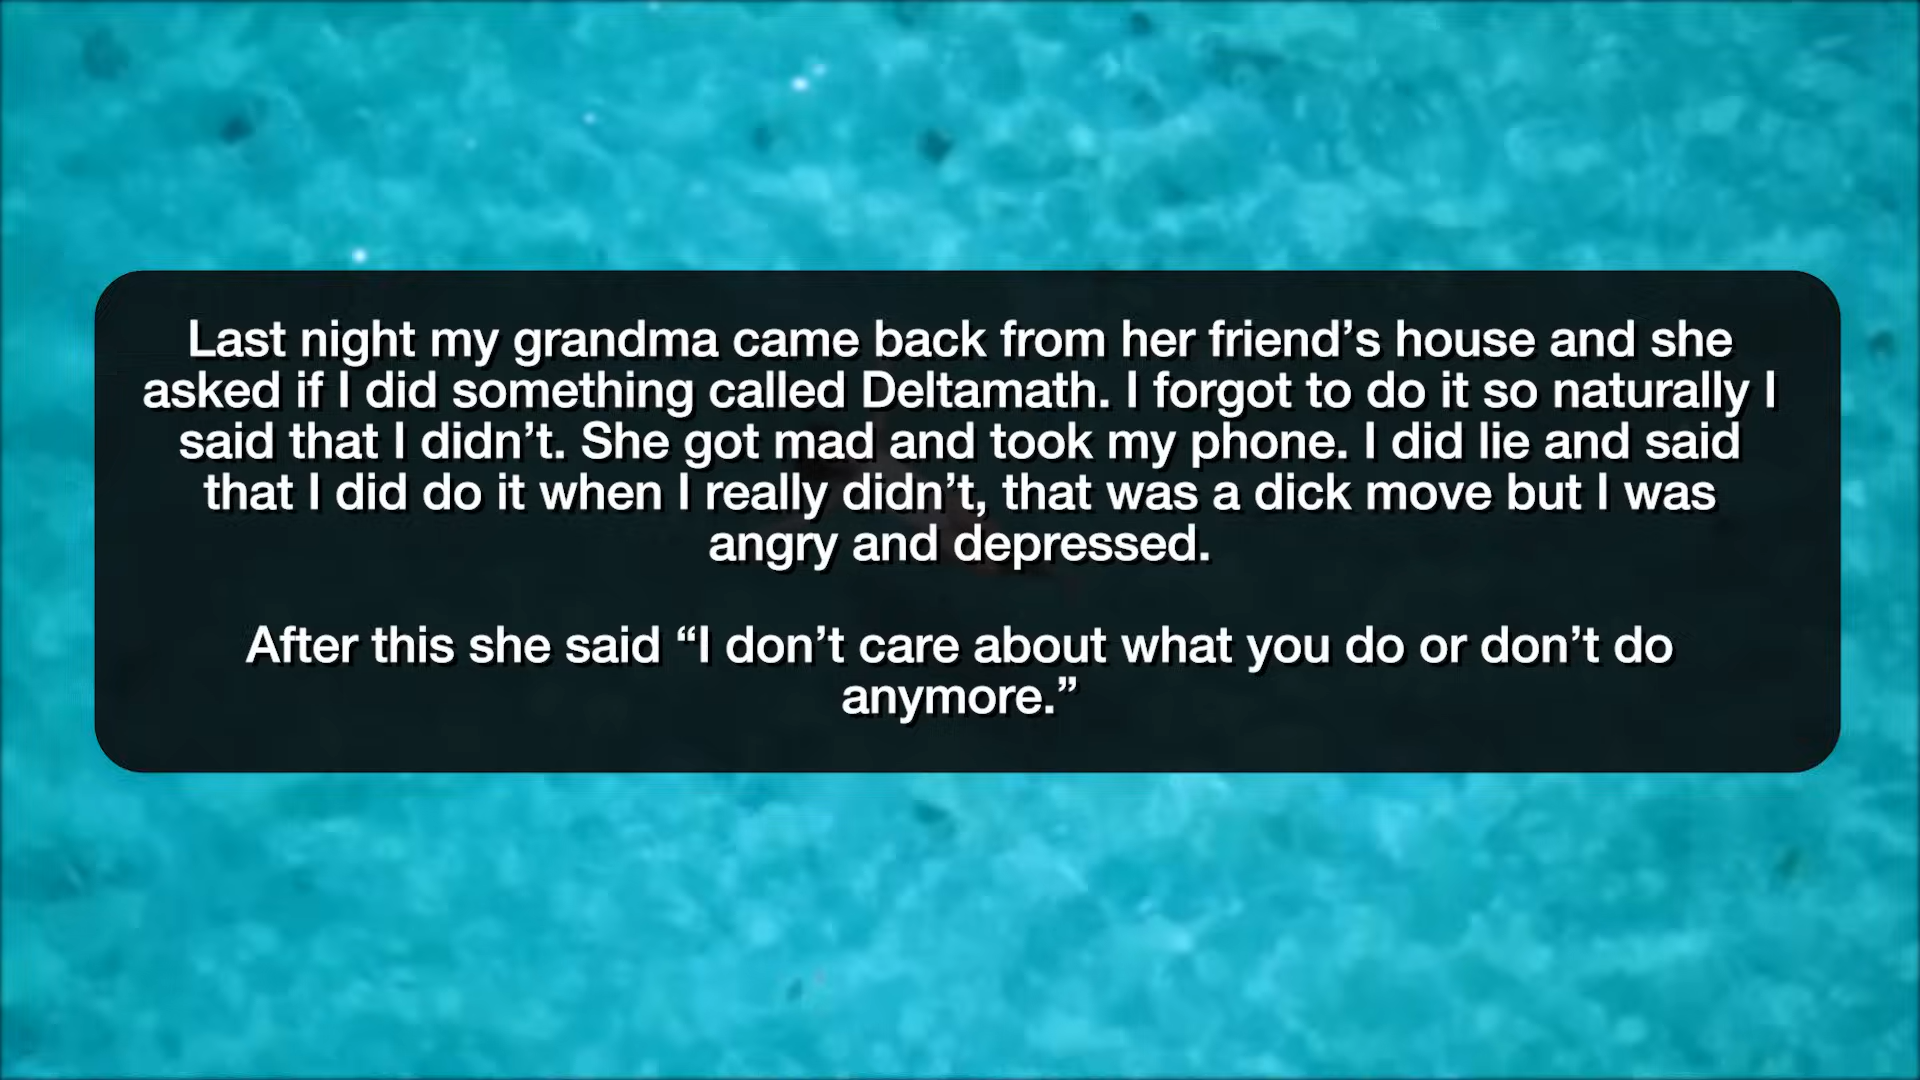 Last night my grandma came back from her friend’s house and she
asked if I did something called Deltamath. I forgot to do it so naturally I
said that I didn’t. She got mad and took my phone. I did lie and said
that I did do it when I really didn’t, that was a dick move but I was
angry and depressed.
After this she said “I don’t care about what you do or don’t do
anymore.”